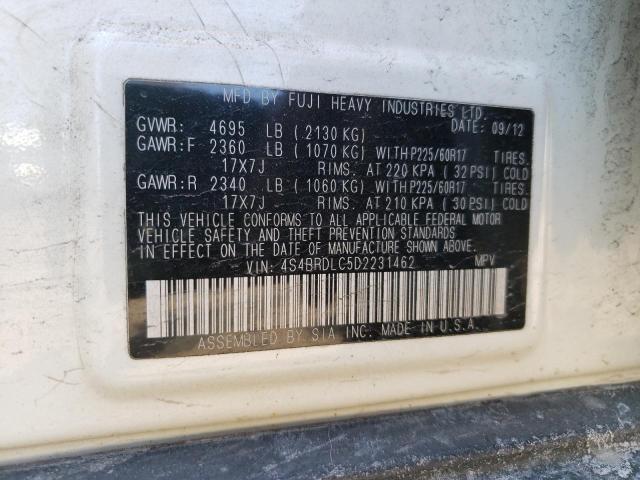 MFD BY FUJI HEAVY INDUSTRIES LTD.
GVWR: 4695 LB (2130 KG) DATE: 09/12
GAWR:F 2360 LB (1070 KG) WITH P225/60R17 TIRES.
17X7J RIMS. AT 220 KPA (32 PSI) COLD
GAWR:R 2340 LB (1060 KG) WITH P225/60R17 TIRES.
17X7J RIMS. AT 210 KPA (30 PSI) COLD
THIS VEHICLE CONFORMS TO ALL APPLICABLE FEDERAL MOTOR
VEHICLE SAFETY AND THEFT PREVENTION STANDARDS
IN EFFECT ON THE DATE OF MANUFACTURE SHOWN ABOVE.
VIN: 4S4BRDLC5D2231462 MPV
ASSEMBLED BY SIA INC. MADE IN U.S.A.